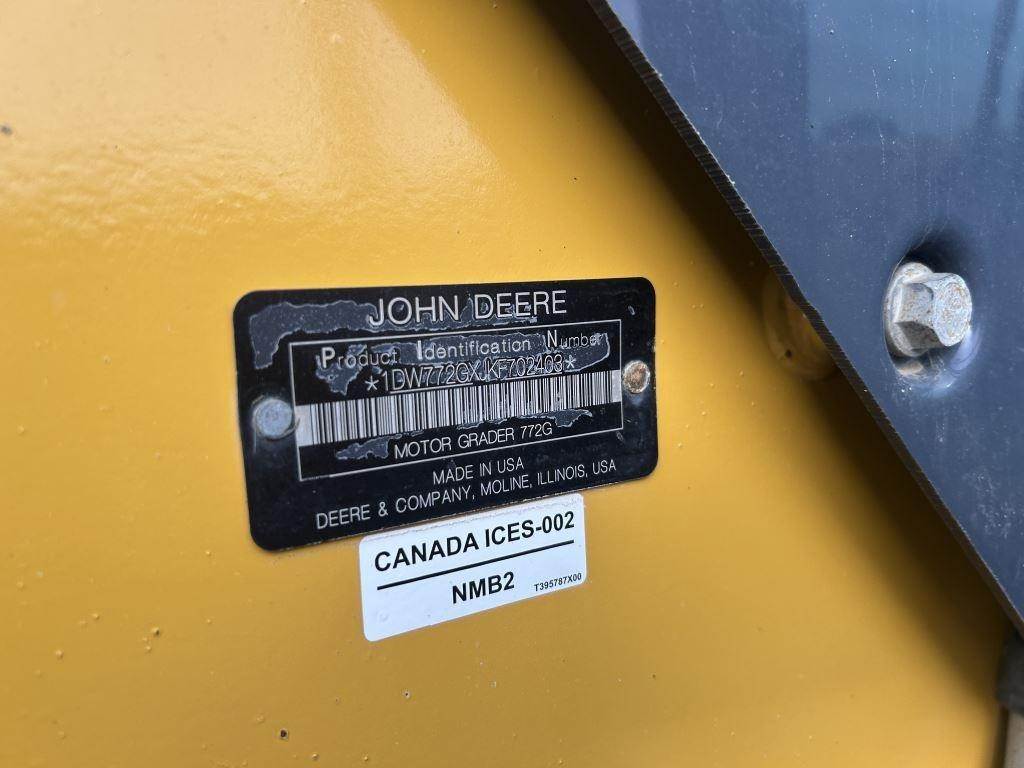 JOHN DEERE
Product Identification Number
*1DW772GXJKF702403*
MOTOR GRADER 772G
MADE IN USA
DEERE & COMPANY, MOLINE, ILLINOIS, USA
CANADA ICES-002
NMB2
T395787X00